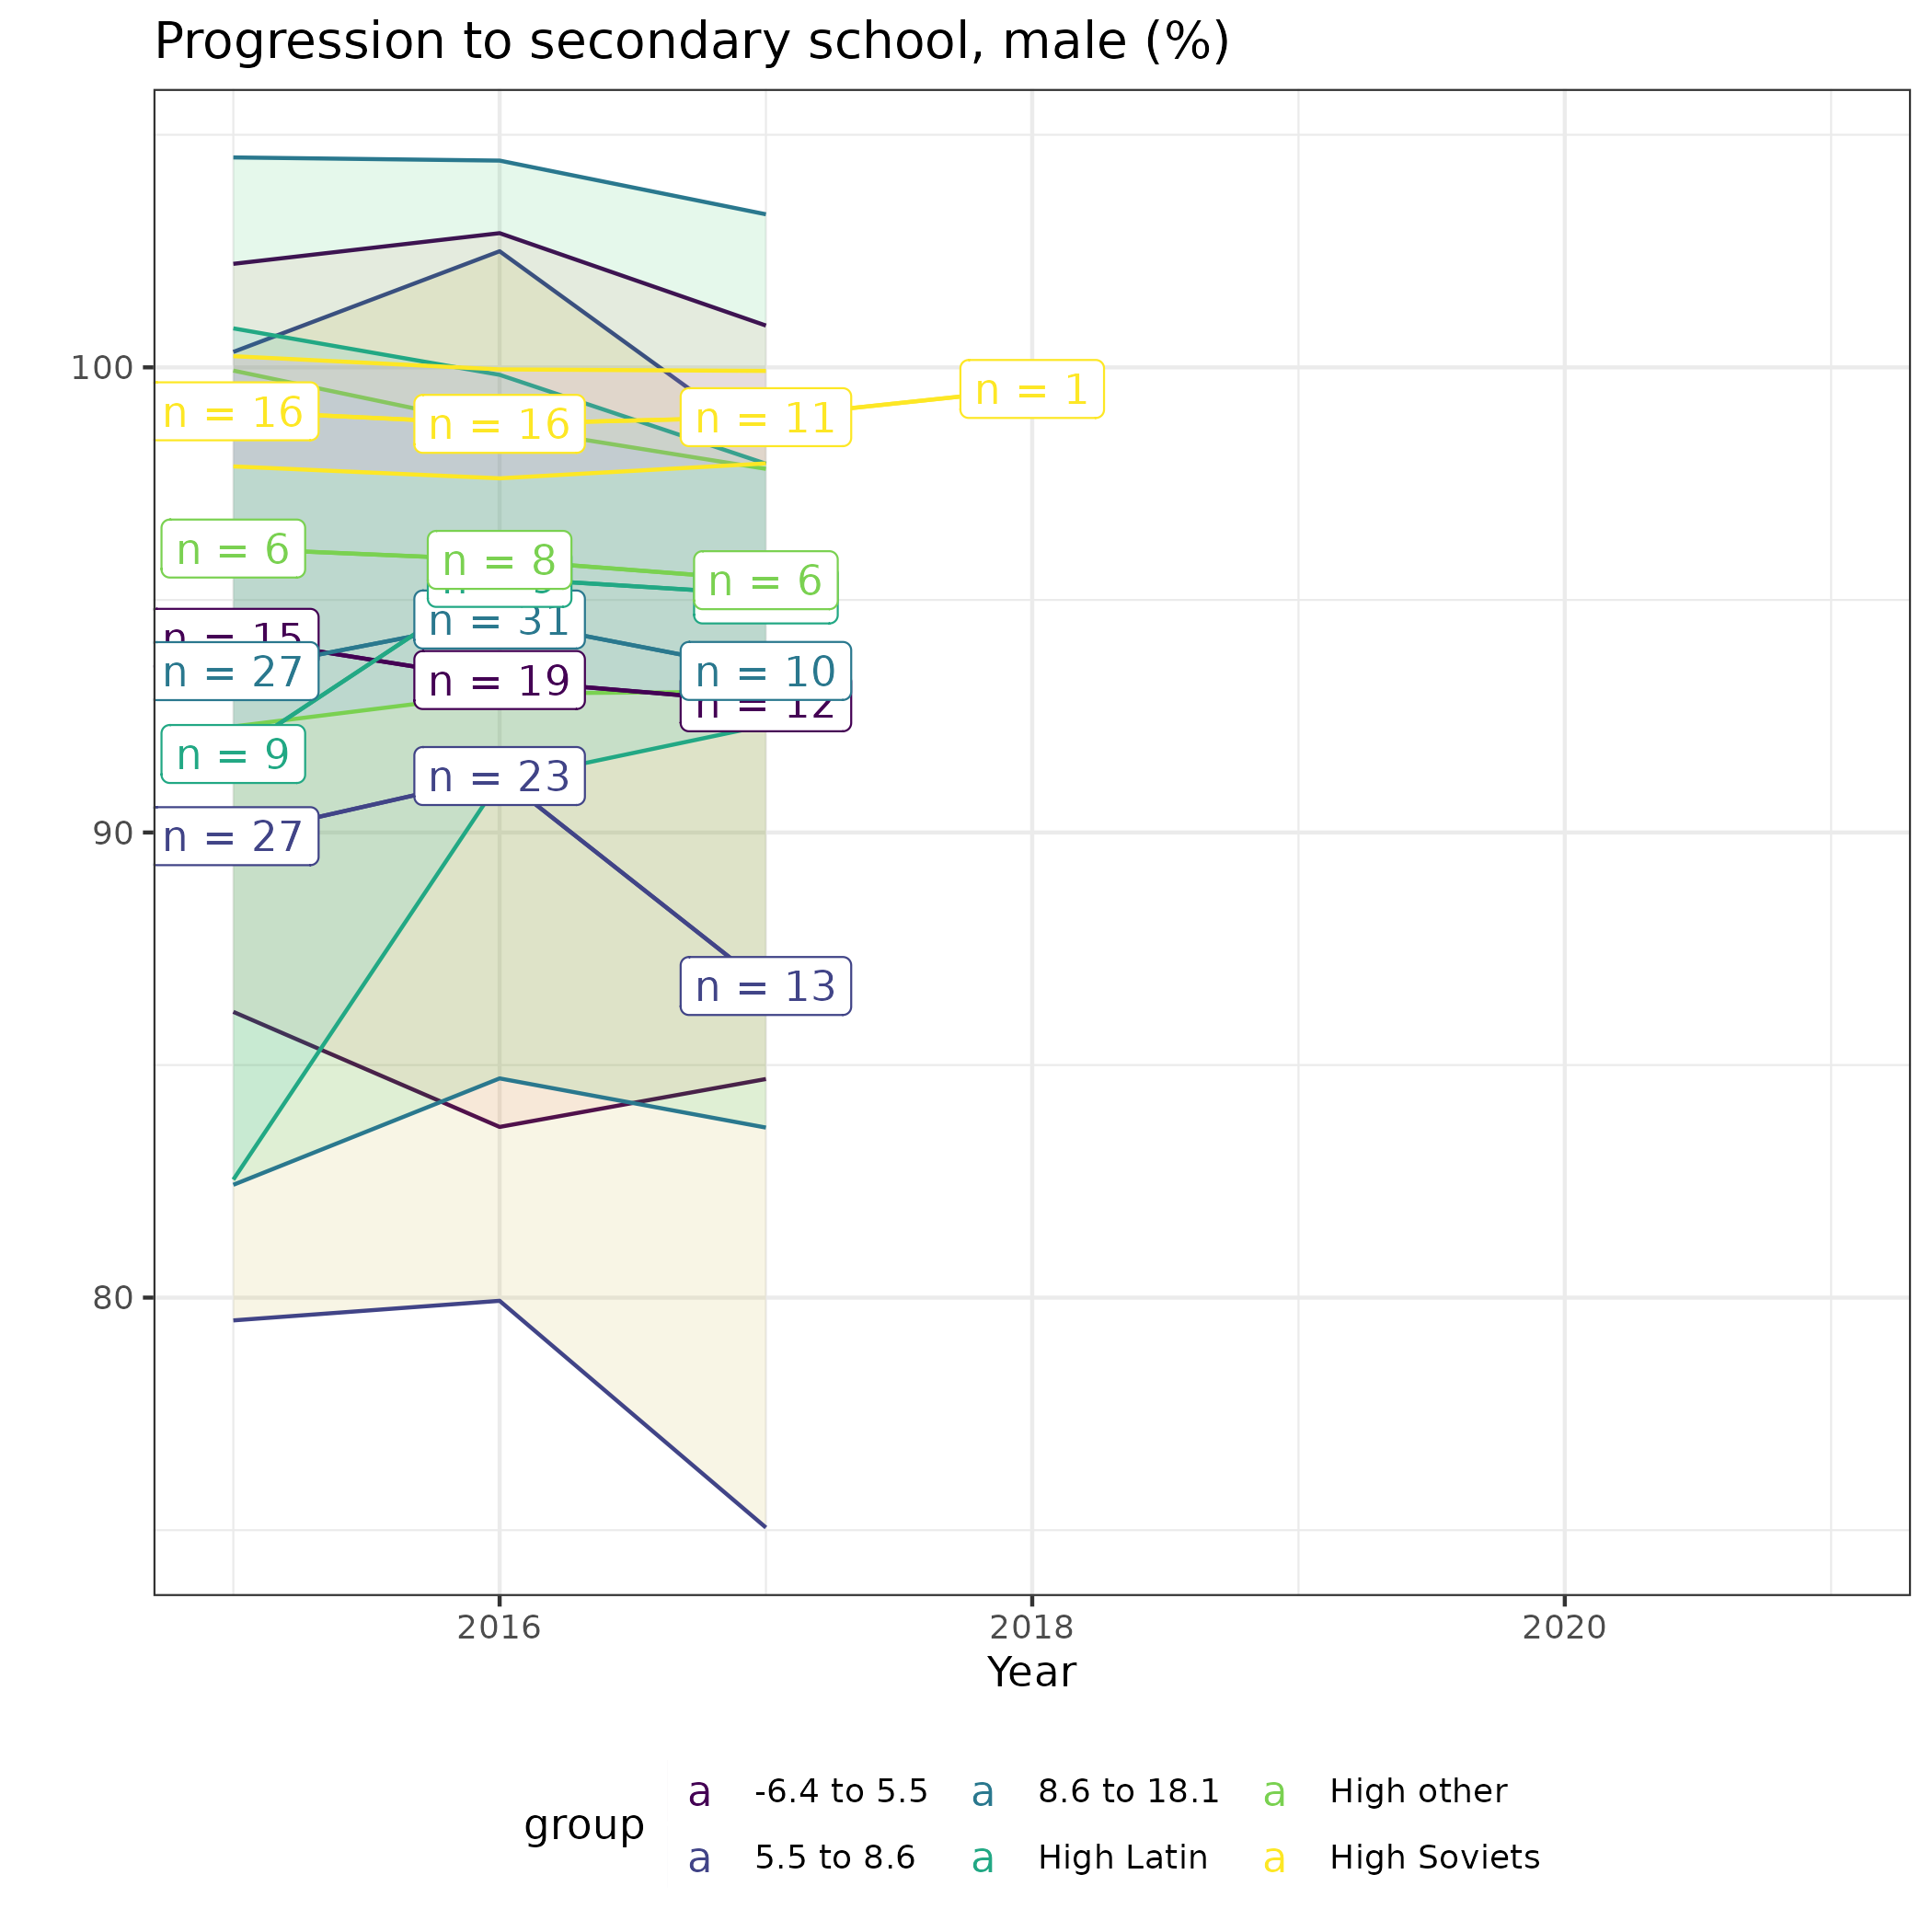 Progression to secondary school, male (%)
100
90
80
n = 16
n = 16
n = 11
n = 1
n = 6
n = 8
n = 6
n = 15
n = 27
n = 31
n = 10
n = 19
n = 12
n = 9
n = 23
n = 27
n = 13
2016
2018
2020
Year
group
a -6.4 to 5.5
a 8.6 to 18.1
a High other
a 5.5 to 8.6
a High Latin
a High Soviets